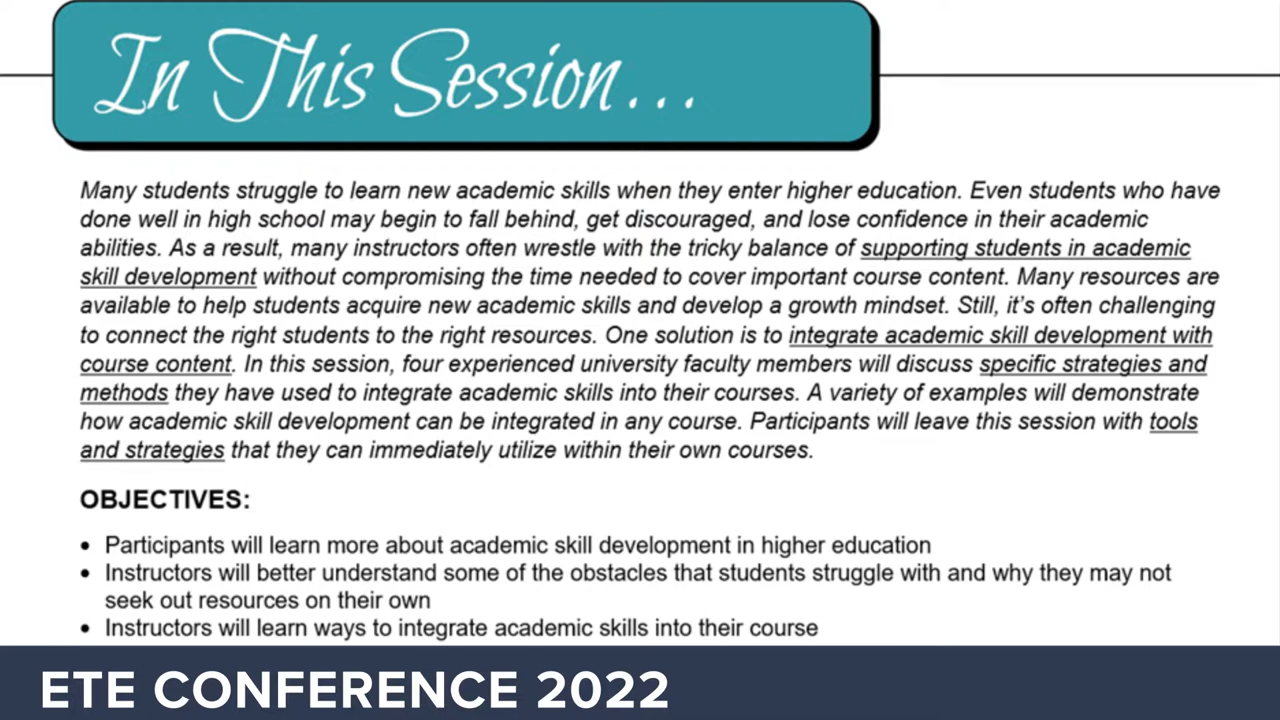 In This Session...
Many students struggle to learn new academic skills when they enter higher education. Even students who have
done well in high school may begin to fall behind, get discouraged, and lose confidence in their academic
abilities. As a result, many instructors often wrestle with the tricky balance of supporting students in academic
skill development without compromising the time needed to cover important course content. Many resources are
available to help students acquire new academic skills and develop a growth mindset. Still, it's often challenging
to connect the right students to the right resources. One solution is to integrate academic skill development with
course content. In this session, four experienced university faculty members will discuss specific strategies and
methods they have used to integrate academic skills into their courses. A variety of examples will demonstrate
how academic skill development can be integrated in any course. Participants will leave this session with tools
and strategies that they can immediately utilize within their own courses.
OBJECTIVES:
• Participants will learn more about academic skill development in higher education
• Instructors will better understand some of the obstacles that students struggle with and why they may not
seek out resources on their own
• Instructors will learn ways to integrate academic skills into their course
ETE CONFERENCE 2022